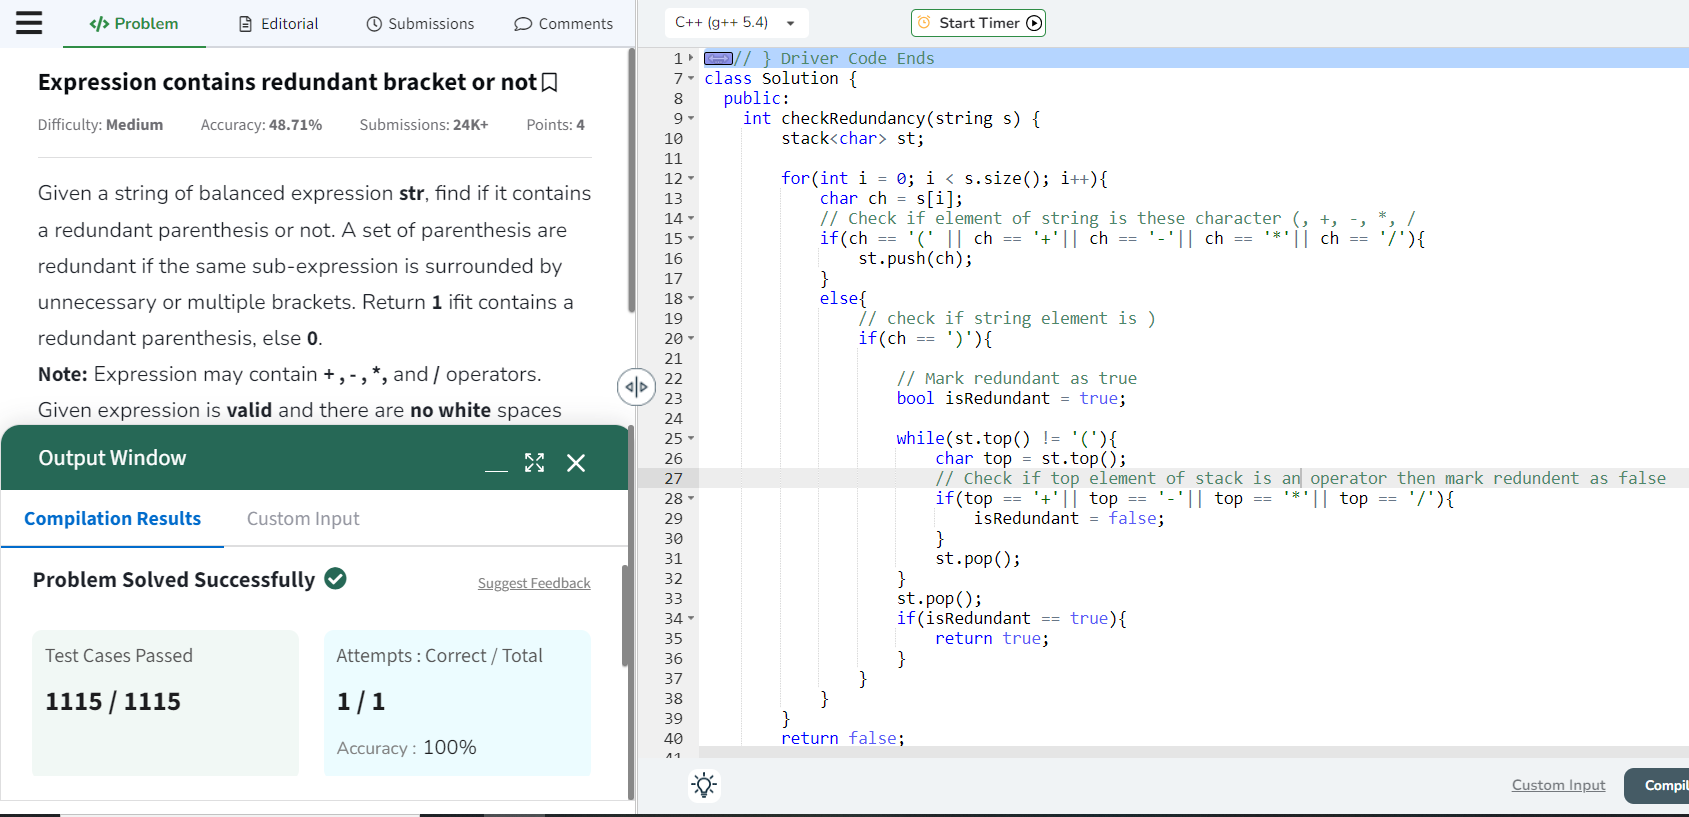 </> Problem
Editorial
Submissions
Comments
Expression contains redundant bracket or not
Difficulty: Medium Accuracy: 48.71% Submissions: 24K+ Points: 4
Given a string of balanced expression str, find if it contains
a redundant parenthesis or not. A set of parenthesis are
redundant if the same sub-expression is surrounded by
unnecessary or multiple brackets. Return 1 ifit contains a
redundant parenthesis, else 0.
Note: Expression may contain + , - , *, and / operators.
Given expression is valid and there are no white spaces
Output Window
Compilation Results Custom Input
Problem Solved Successfully
Suggest Feedback
Test Cases Passed
1115 / 1115
Attempts : Correct / Total
1 / 1
Accuracy : 100%
C++ (g++ 5.4)
Start Timer
1 // } Driver Code Ends
7 class Solution {
8 public:
9 int checkRedundancy(string s) {
10 stack<char> st;
11
12 for(int i = 0; i < s.size(); i++){
13 char ch = s[i];
14 // Check if element of string is these character (, +, -, *, /
15 if(ch == '(' || ch == '+'|| ch == '-'|| ch == '*'|| ch == '/'){
16 st.push(ch);
17 }
18 else{
19 // check if string element is )
20 if(ch == ')'){
21
22 // Mark redundant as true
23 bool isRedundant = true;
24
25 while(st.top() != '('){
26 char top = st.top();
27 // Check if top element of stack is an operator then mark redundent as false
28 if(top == '+'|| top == '-'|| top == '*'|| top == '/'){
29 isRedundant = false;
30 }
31 st.pop();
32 }
33 st.pop();
34 if(isRedundant == true){
35 return true;
36 }
37 }
38 }
39 }
40 return false;
41
Custom Input
Compil